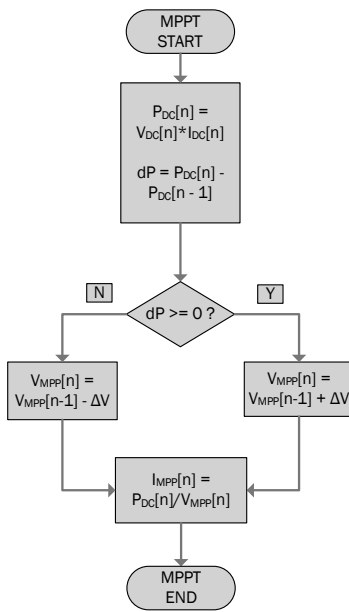 MPPT
START
PDC[n] =
VDC[n]*IDC[n]
dP = PDC[n] -
PDC[n - 1]
N
Y
dP >= 0 ?
VMPP[n] =
VMPP[n-1] - ΔV
VMPP[n] =
VMPP[n-1] + ΔV
IMPP[n] =
PDC[n]/VMPP[n]
MPPT
END